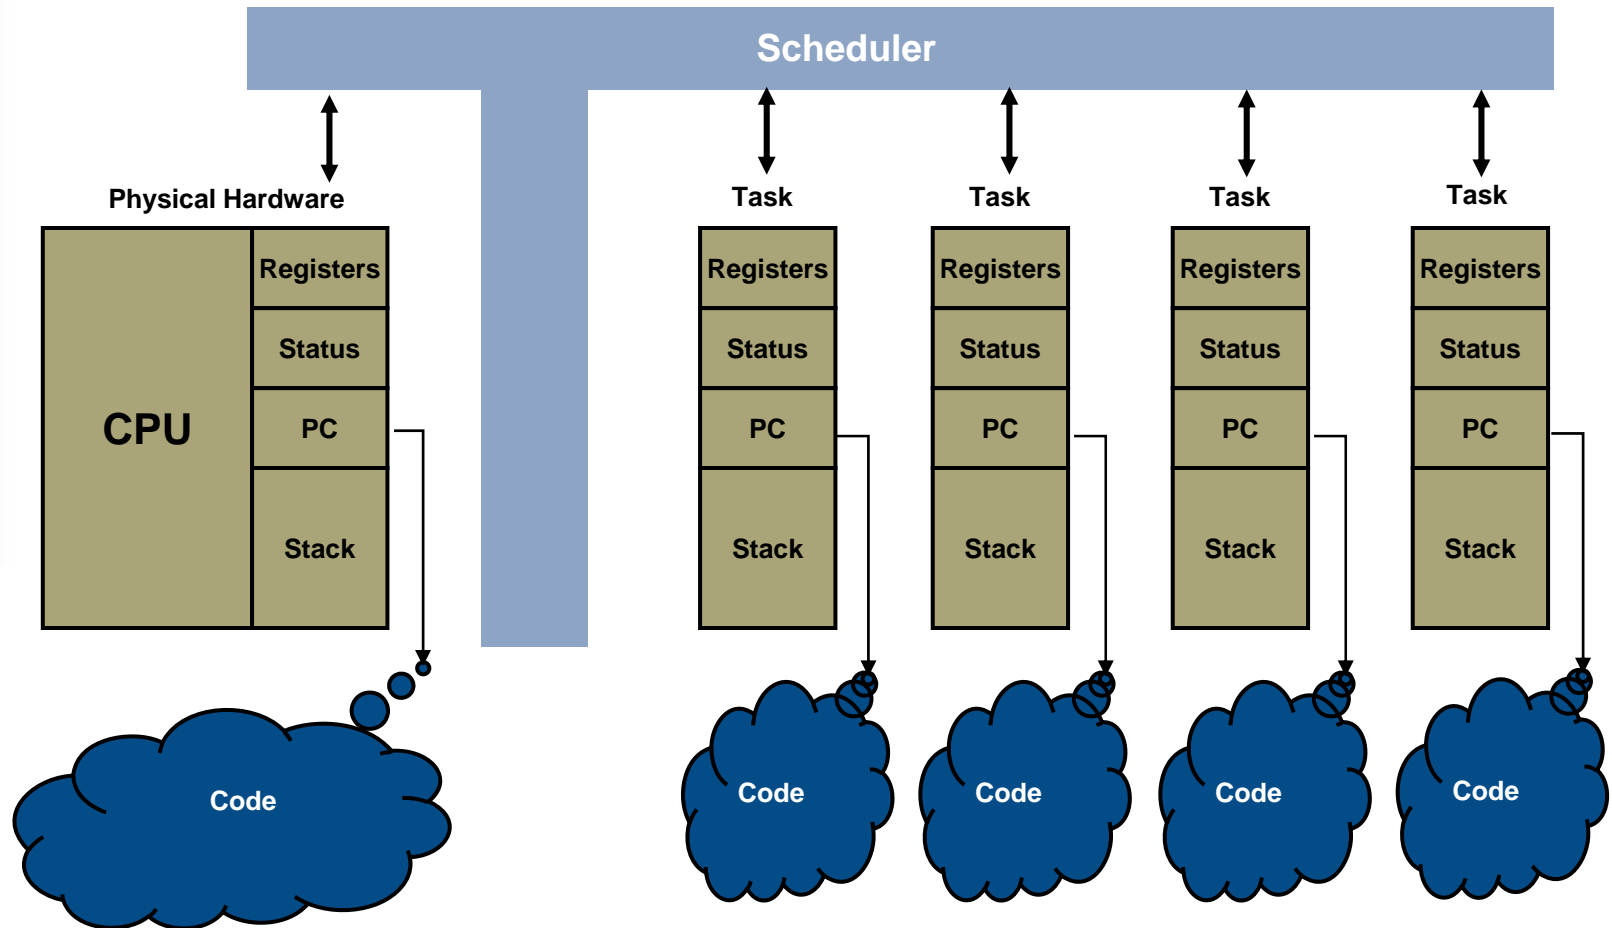 Scheduler
Physical Hardware
Task
Task
Task
Task
CPU
Registers
Status
PC
Stack
Registers
Status
PC
Stack
Registers
Status
PC
Stack
Registers
Status
PC
Stack
Registers
Status
PC
Stack
Code
Code
Code
Code
Code